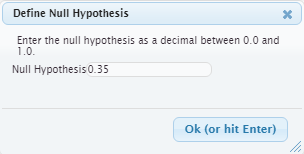 Define Null Hypothesis
Enter the null hypothesis as a decimal between 0.0 and
1.0.
Null Hypothesis 0.35
Ok (or hit Enter)